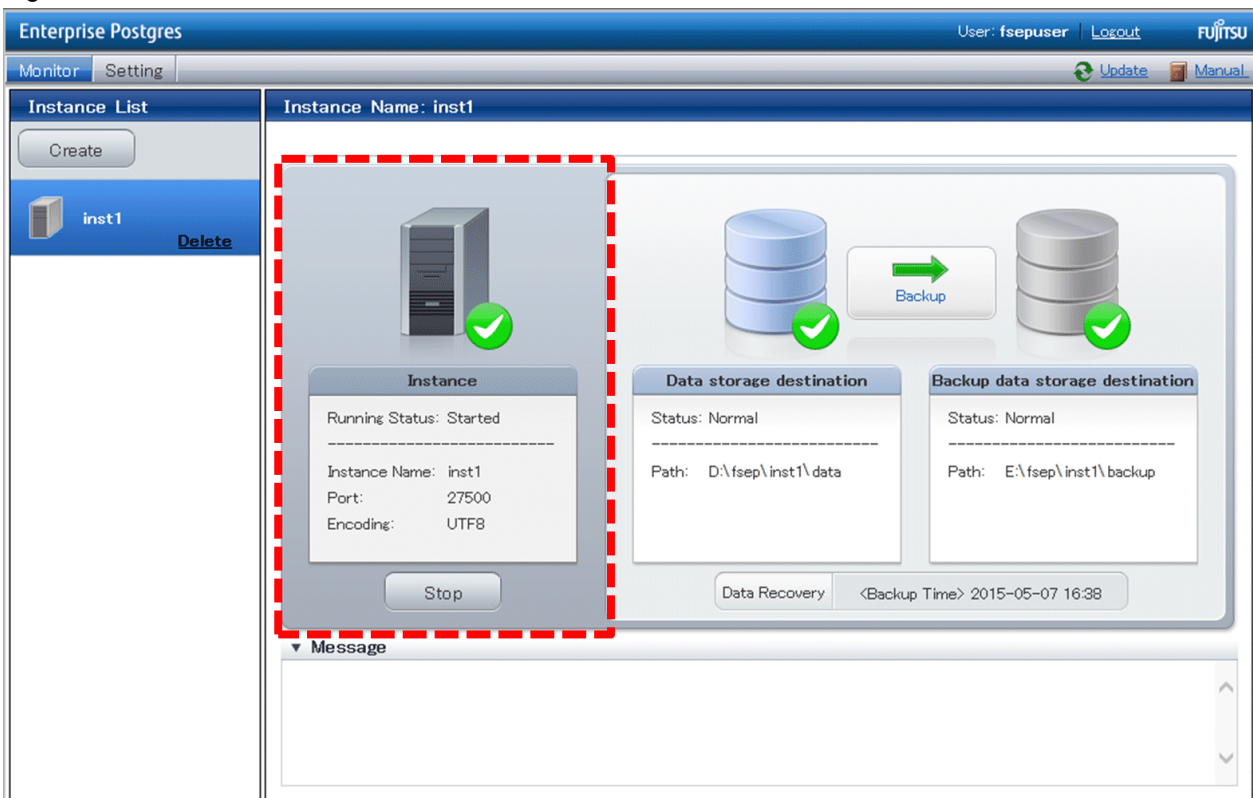 Enterprise Postgres
User: fsepuser
Logout
FUJITSU
Monitor
Setting
Update
Manual
Instance List
Instance Name: inst1
Create
inst1
Delete
Backup
Instance
Running Status: Started
--------------------------
Instance Name: inst1
Port: 27500
Encoding: UTF8
Stop
Data storage destination
Status: Normal
--------------------------
Path: D:\fsep\inst1\data
Backup data storage destination
Status: Normal
--------------------------
Path: E:\fsep\inst1\backup
Data Recovery
<Backup Time> 2015-05-07 16:38
▼ Message